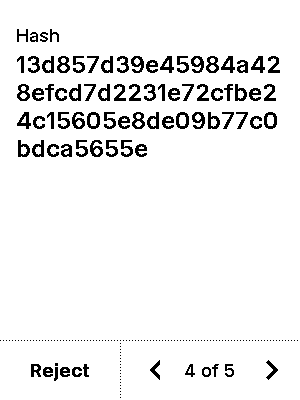 Hash
13d857d39e45984a42
8efcd7d2231e72cfbe2
4c15605e8de09b77c0
bdca5655e
Reject
4 of 5